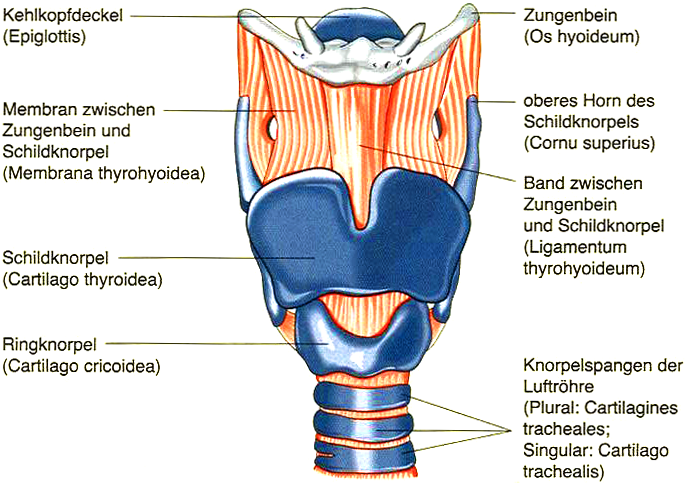 Kehlkopfdeckel
(Epiglottis)
Membran zwischen
Zungenbein und
Schildknorpel
(Membrana thyrohyoidea)
Schildknorpel
(Cartilago thyroidea)
Ringknorpel
(Cartilago cricoidea)
Zungenbein
(Os hyoideum)
oberes Horn des
Schildknorpels
(Cornu superius)
Band zwischen
Zungenbein
und Schildknorpel
(Ligamentum
thyrohyoideum)
Knorpelspangen der
Luftröhre
(Plural: Cartilagines
tracheales;
Singular: Cartilago
trachealis)